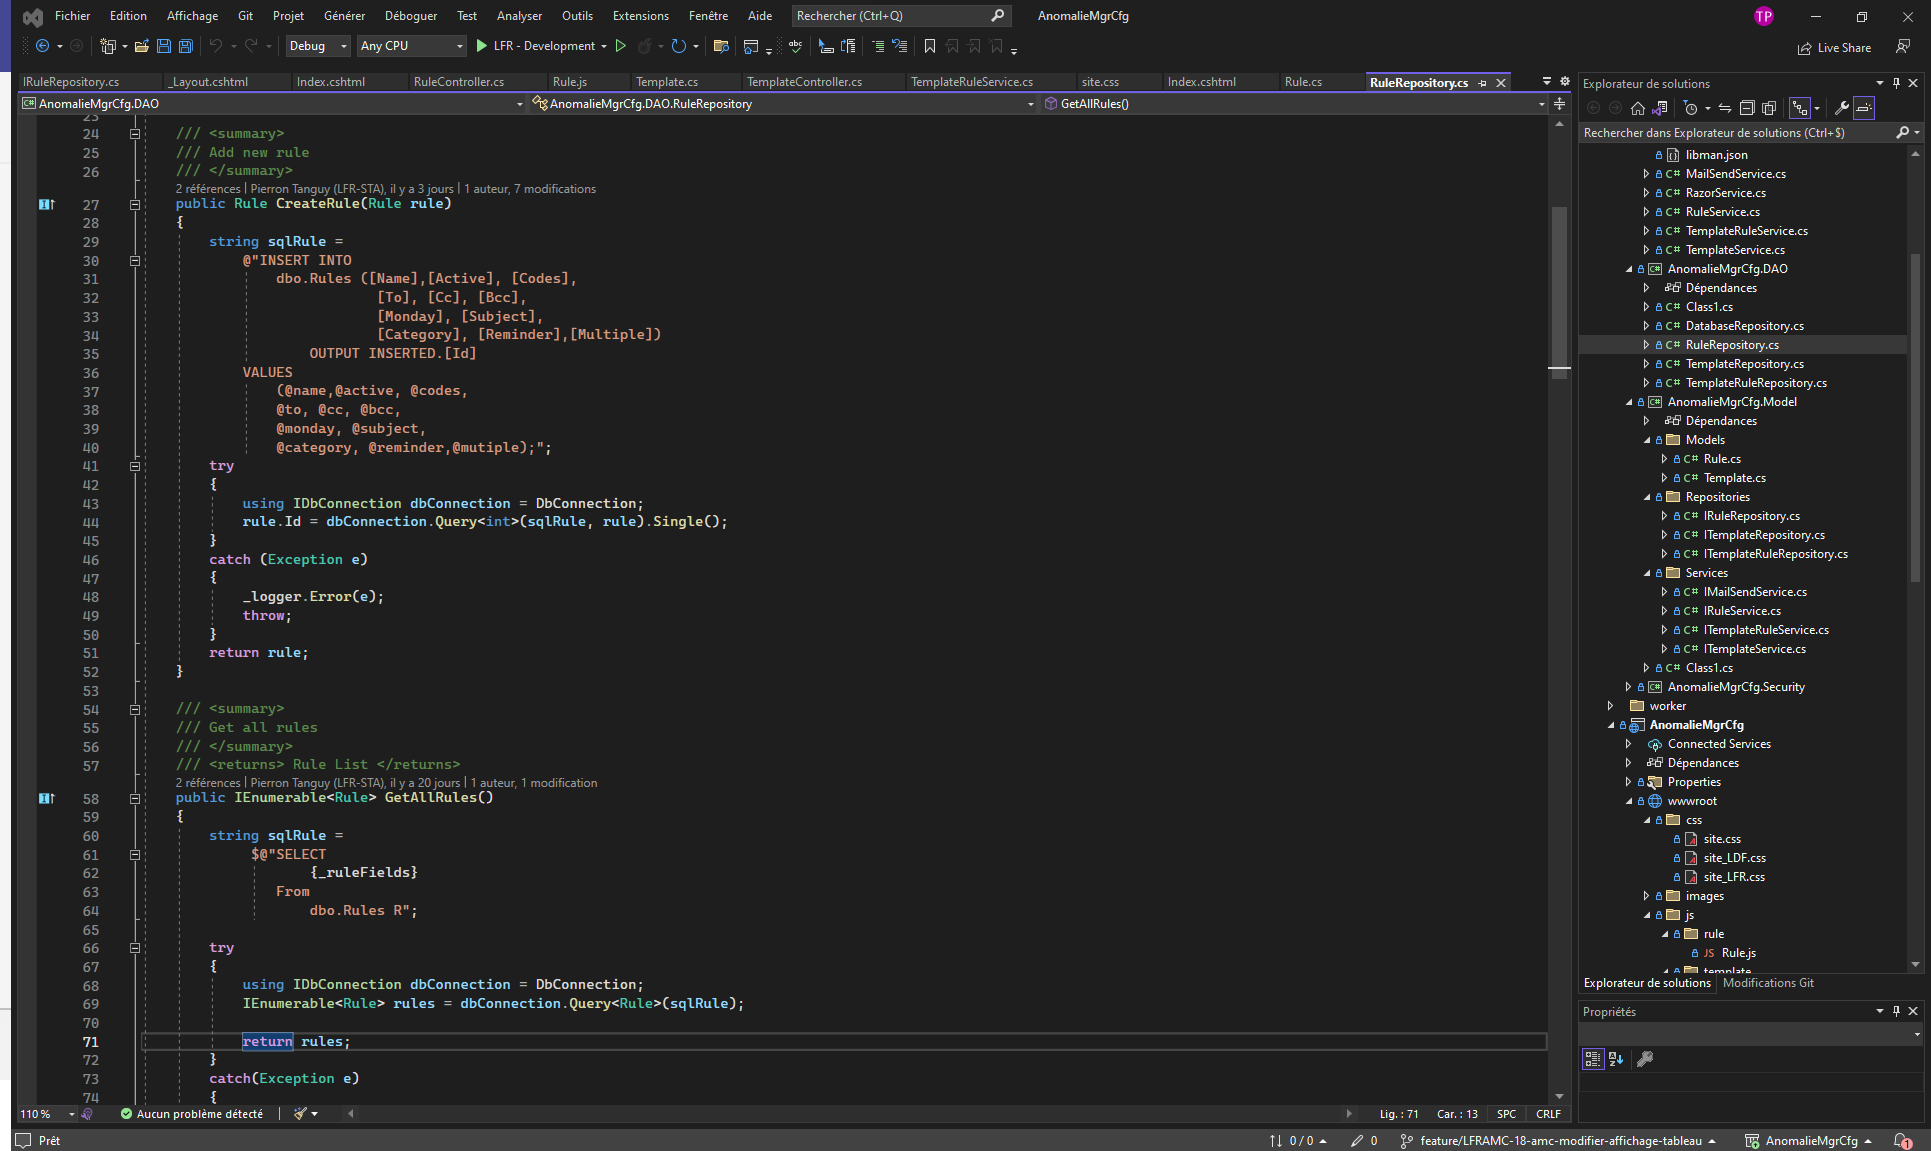 Fichier Edition Affichage Git Projet Générer Déboguer Test Analyser Outils Extensions Fenêtre Aide Rechercher (Ctrl+Q) AnomalieMgrCfg TP
Debug Any CPU LFR - Development abc Live Share
IRuleRepository.cs _Layout.cshtml Index.cshtml RuleController.cs Rule.js Template.cs TemplateController.cs TemplateRuleService.cs site.css Index.cshtml Rule.cs RuleRepository.cs
C# AnomalieMgrCfg.DAO AnomalieMgrCfg.DAO.RuleRepository GetAllRules()
23
24 /// <summary>
25 /// Add new rule
26 /// </summary>
2 références | Pierron Tanguy (LFR-STA), il y a 3 jours | 1 auteur, 7 modifications
27 public Rule CreateRule(Rule rule)
28 {
29 string sqlRule =
30 @"INSERT INTO
31 dbo.Rules ([Name],[Active], [Codes],
32 [To], [Cc], [Bcc],
33 [Monday], [Subject],
34 [Category], [Reminder],[Multiple])
35 OUTPUT INSERTED.[Id]
36 VALUES
37 (@name,@active, @codes,
38 @to, @cc, @bcc,
39 @monday, @subject,
40 @category, @reminder,@mutiple);";
41 try
42 {
43 using IDbConnection dbConnection = DbConnection;
44 rule.Id = dbConnection.Query<int>(sqlRule, rule).Single();
45 }
46 catch (Exception e)
47 {
48 _logger.Error(e);
49 throw;
50 }
51 return rule;
52 }
53
54 /// <summary>
55 /// Get all rules
56 /// </summary>
57 /// <returns> Rule List </returns>
2 références | Pierron Tanguy (LFR-STA), il y a 20 jours | 1 auteur, 1 modification
58 public IEnumerable<Rule> GetAllRules()
59 {
60 string sqlRule =
61 $@"SELECT
62 {_ruleFields}
63 From
64 dbo.Rules R";
65
66 try
67 {
68 using IDbConnection dbConnection = DbConnection;
69 IEnumerable<Rule> rules = dbConnection.Query<Rule>(sqlRule);
70
71 return rules;
72 }
73 catch(Exception e)
74 {
110 % Aucun problème détecté Lig. : 71 Car. : 13 SPC CRLF
Explorateur de solutions
Rechercher dans Explorateur de solutions (Ctrl+$)
libman.json
C# MailSendService.cs
C# RazorService.cs
C# RuleService.cs
C# TemplateRuleService.cs
C# TemplateService.cs
C# AnomalieMgrCfg.DAO
Dépendances
C# Class1.cs
C# DatabaseRepository.cs
C# RuleRepository.cs
C# TemplateRepository.cs
C# TemplateRuleRepository.cs
C# AnomalieMgrCfg.Model
Dépendances
Models
C# Rule.cs
C# Template.cs
Repositories
C# IRuleRepository.cs
C# ITemplateRepository.cs
C# ITemplateRuleRepository.cs
Services
C# IMailSendService.cs
C# IRuleService.cs
C# ITemplateRuleService.cs
C# ITemplateService.cs
C# Class1.cs
C# AnomalieMgrCfg.Security
worker
AnomalieMgrCfg
Connected Services
Dépendances
Properties
wwwroot
css
site.css
site_LDF.css
site_LFR.css
images
js
rule
JS Rule.js
template
Explorateur de solutions Modifications Git
Propriétés
Prêt 0 / 0 0 feature/LFRAMC-18-amc-modifier-affichage-tableau AnomalieMgrCfg 1